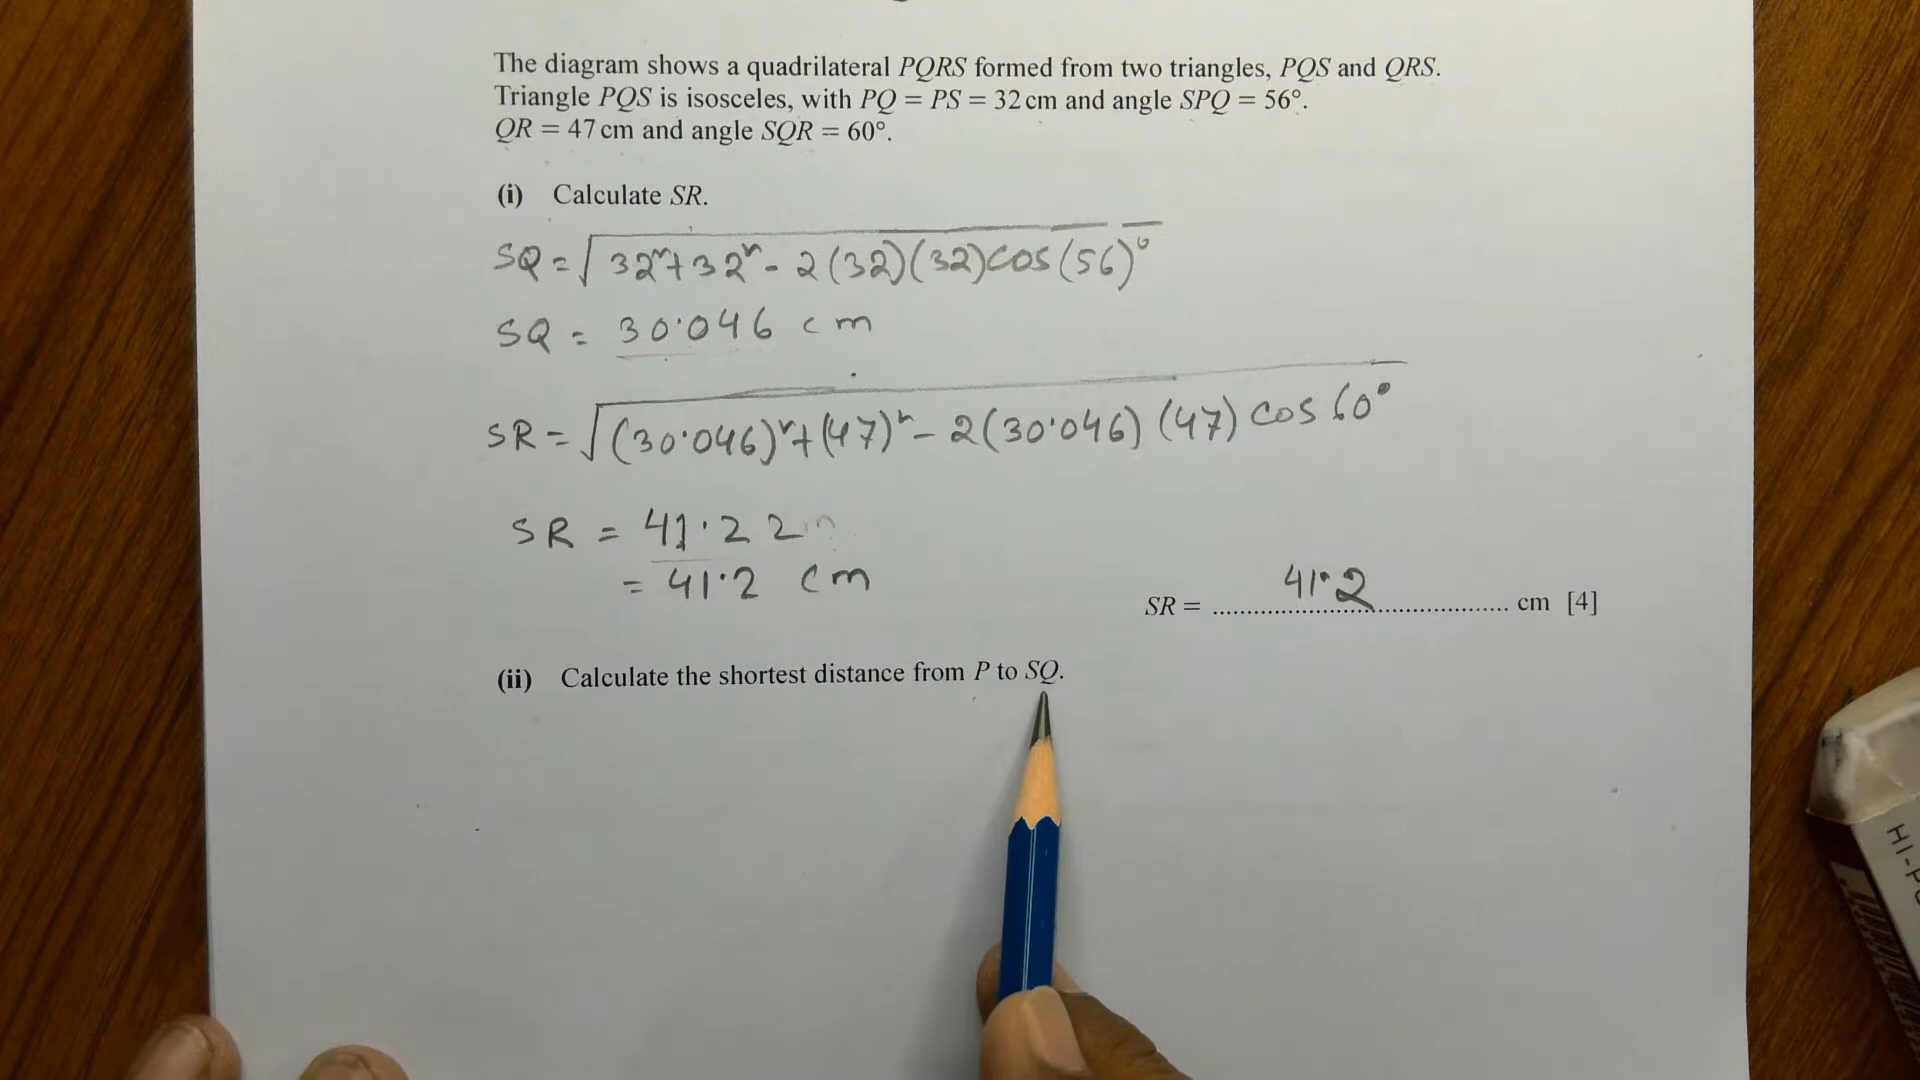 The diagram shows a quadrilateral PQRS formed from two triangles, PQS and QRS.
Triangle PQS is isosceles, with PQ = PS = 32 cm and angle SPQ = 56°.
QR = 47 cm and angle SQR = 60°.
(i) Calculate SR.
SQ = √32² + 32² - 2(32)(32)cos(56)°
SQ = 30.046 cm
SR = √(30.046)² + (47)² - 2(30.046)(47) cos 60°
SR = 41.22
= 41.2 cm
41.2
SR = ................................................ cm [4]
(ii) Calculate the shortest distance from P to SQ.